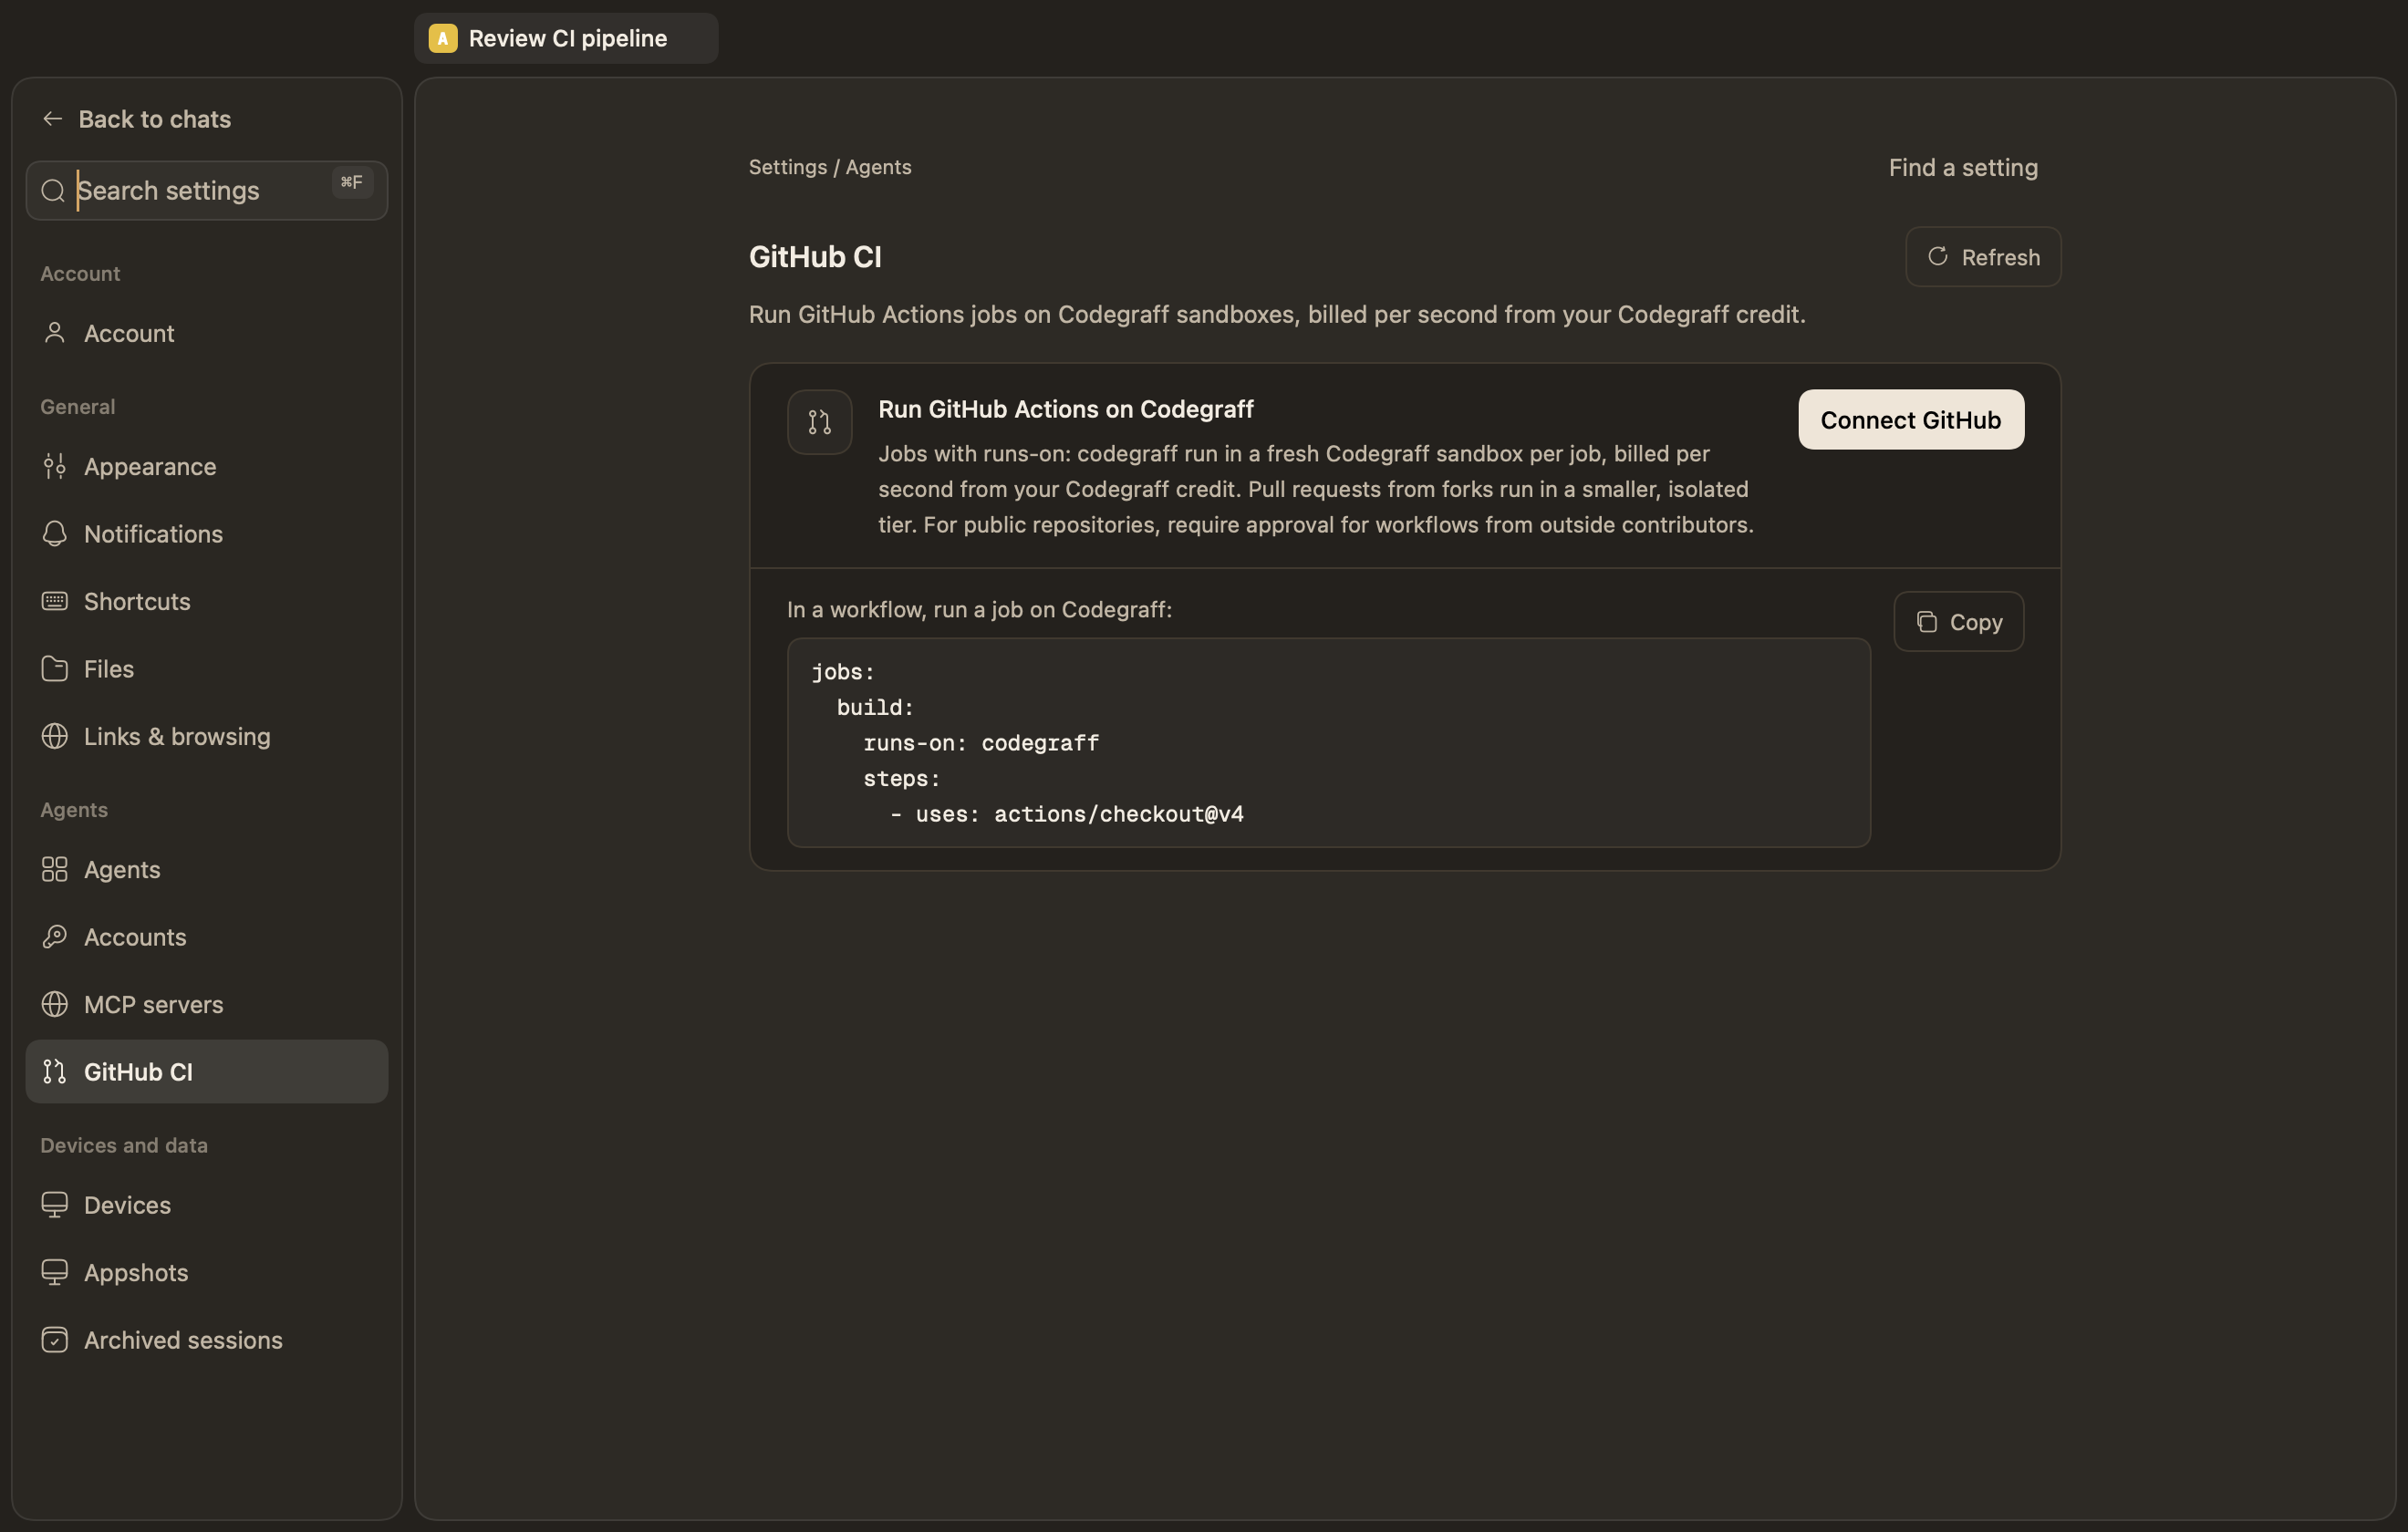 A Review CI pipeline
Back to chats
Search settings ⌘F
Account
Account
General
Appearance
Notifications
Shortcuts
Files
Links & browsing
Agents
Agents
Accounts
MCP servers
GitHub CI
Devices and data
Devices
Appshots
Archived sessions
Settings / Agents
Find a setting
GitHub CI
Refresh
Run GitHub Actions jobs on Codegraff sandboxes, billed per second from your Codegraff credit.
Run GitHub Actions on Codegraff
Connect GitHub
Jobs with runs-on: codegraff run in a fresh Codegraff sandbox per job, billed per
second from your Codegraff credit. Pull requests from forks run in a smaller, isolated
tier. For public repositories, require approval for workflows from outside contributors.
In a workflow, run a job on Codegraff:
Copy
jobs:
  build:
    runs-on: codegraff
    steps:
      - uses: actions/checkout@v4